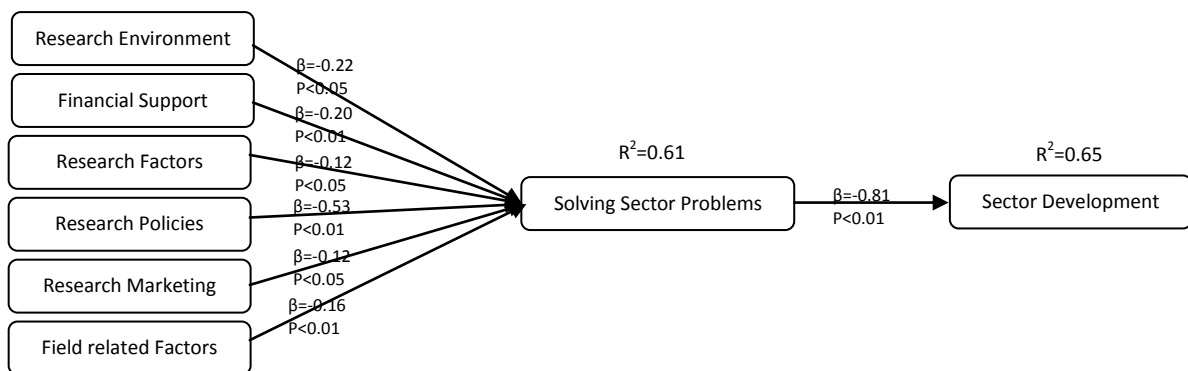 Research Environment
β=-0.22
P<0.05
Financial Support
β=-0.20
P<0.01
Research Factors
β=-0.12
P<0.05
Research Policies
β=-0.53
P<0.01
Research Marketing
β=-0.12
P<0.05
Field related Factors
β=-0.16
P<0.01
R²=0.61
Solving Sector Problems
β=-0.81
P<0.01
R²=0.65
Sector Development